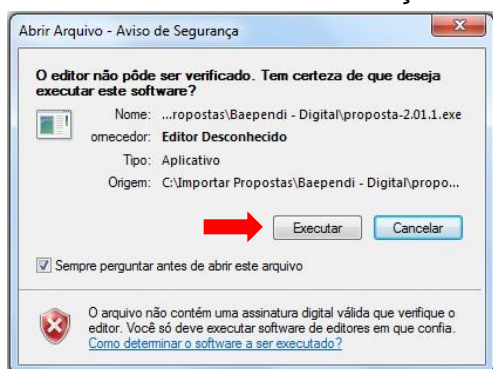 Abrir Arquivo - Aviso de Segurança
O editor não pôde ser verificado. Tem certeza de que deseja
executar este software?
Nome: ...ropostas\Baependi - Digital\proposta-2.01.1.exe
ornecedor: Editor Desconhecido
Tipo: Aplicativo
Origem: C:\Importar Propostas\Baependi - Digital\propo...
Executar Cancelar
Sempre perguntar antes de abrir este arquivo
O arquivo não contém uma assinatura digital válida que verifique o
editor. Você só deve executar software de editores em que confia.
Como determinar o software a ser executado?